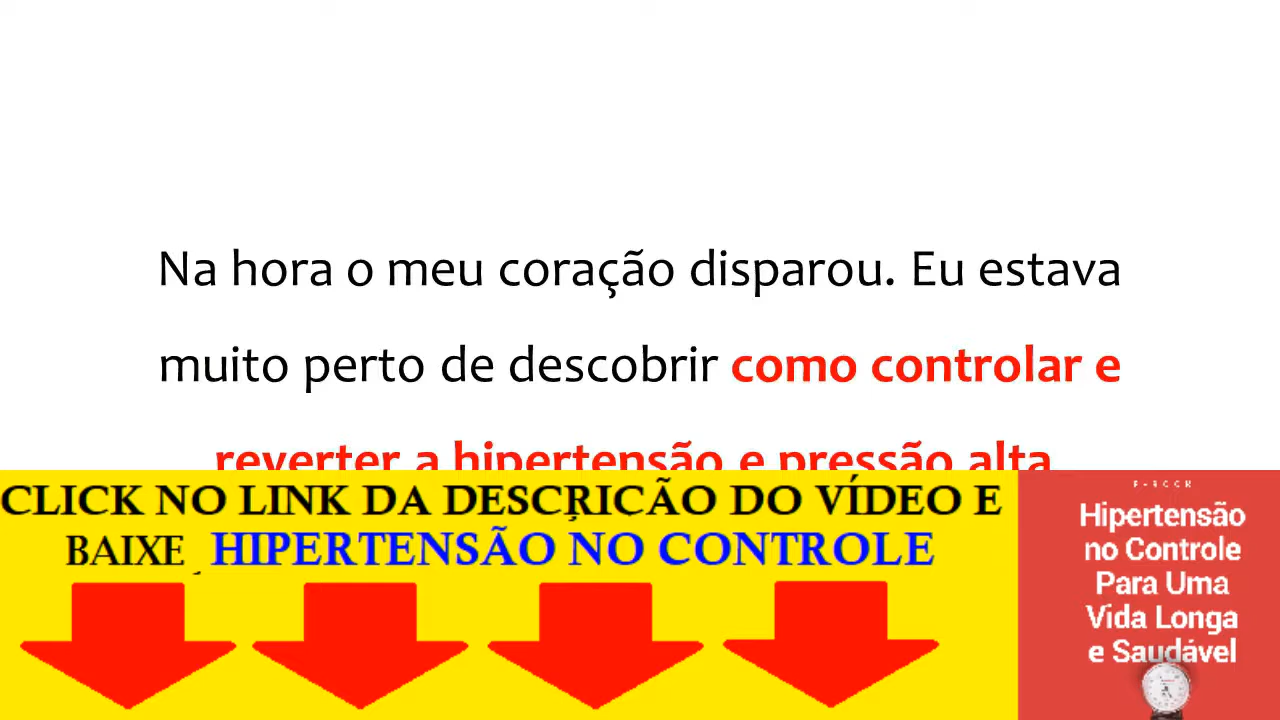 Na hora o meu coração disparou. Eu estava
muito perto de descobrir como controlar e
reverter a hipertensão e pressão alta
CLICK NO LINK DA DESCRIÇÃO DO VÍDEO E
BAIXE HIPERTENSÃO NO CONTROLE
Hipertensão
no Controle
Para Uma
Vida Longa
e Saudável